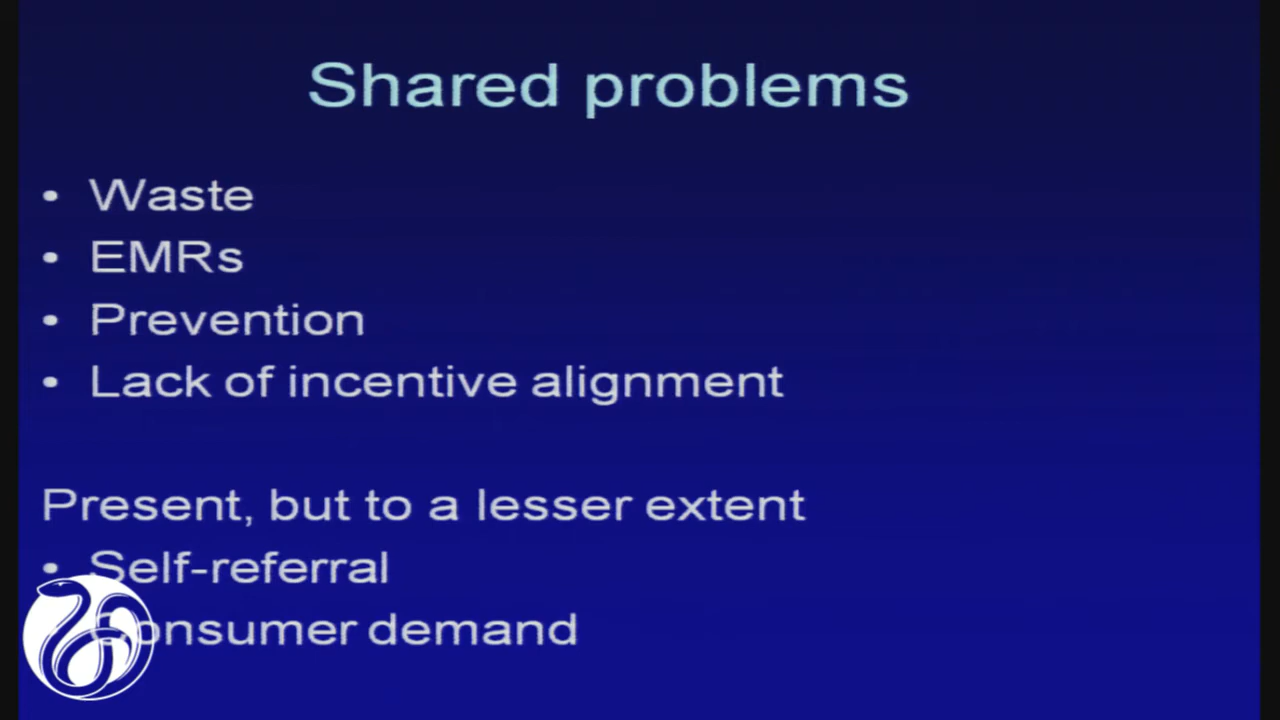 Shared problems
• Waste
• EMRs
• Prevention
• Lack of incentive alignment
Present, but to a lesser extent
• Self-referral
Consumer demand